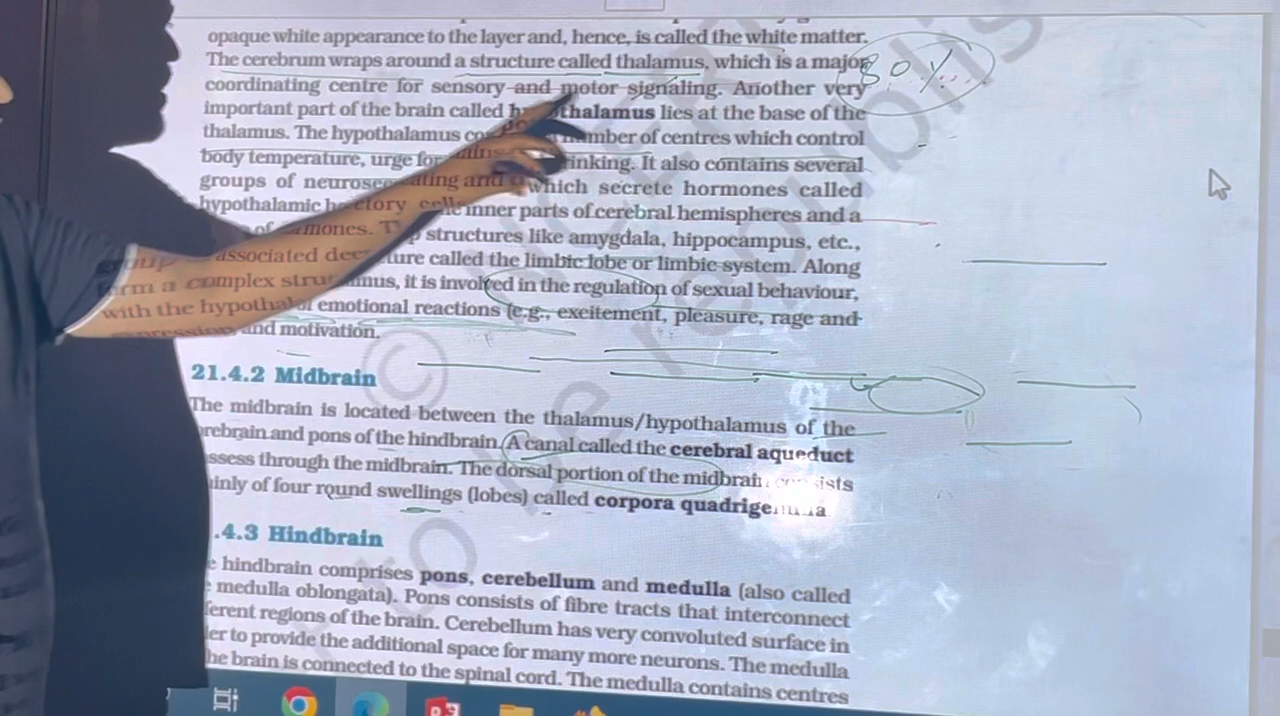 opaque white appearance to the layer and, hence, is called the white matter.
The cerebrum wraps around a structure called thalamus, which is a major
coordinating centre for sensory and motor signaling. Another very
important part of the brain called thalamus lies at the base of the
thalamus. The hypothalamus number of centres which control
body temperature, urge for drinking. It also contains several
groups of which secrete hormones called
hypothalamic inner parts of cerebral hemispheres and a
of structures like amygdala, hippocampus, etc.,
associated called the limbic lobe or limbic system. Along
form a complex it is involved in the regulation of sexual behaviour,
with the emotional reactions (e.g., excitement, pleasure, rage and
and motivation.
80%
21.4.2 Midbrain
The midbrain is located between the thalamus/hypothalamus of the
rebrain and pons of the hindbrain. A canal called the cerebral aqueduct
ssess through the midbrain. The dorsal portion of the midbrain
ainly of four round swellings (lobes) called corpora
.4.3 Hindbrain
e hindbrain comprises pons, cerebellum and medulla (also called
medulla oblongata). Pons consists of fibre tracts that interconnect
ferent regions of the brain. Cerebellum has very convoluted surface in
er to provide the additional space for many more neurons. The medulla
he brain is connected to the spinal cord. The medulla contains centres